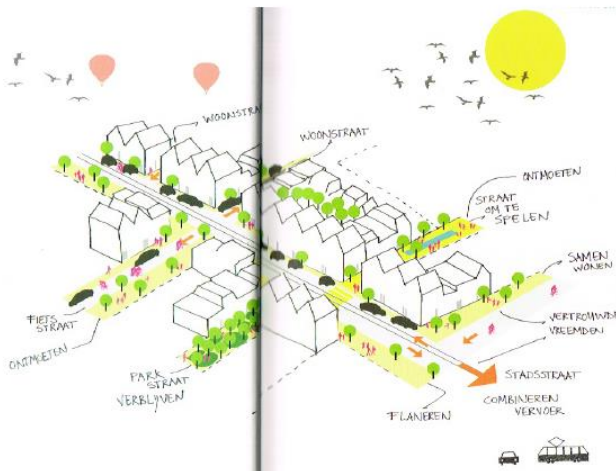 WOONSTRA
WOONSTRAAT
ONTMOETEN
STRAAT
OM TE
SPELEN
SAMEN
WONEN
FIETS
STRAAT
VERTROUWDE
VREEMDEN
ONTMOETEN
PARK
STRAAT
VERBLIJVEN
STADSSTRAAT
FLANEREN
COMBINEREN
VERVOER